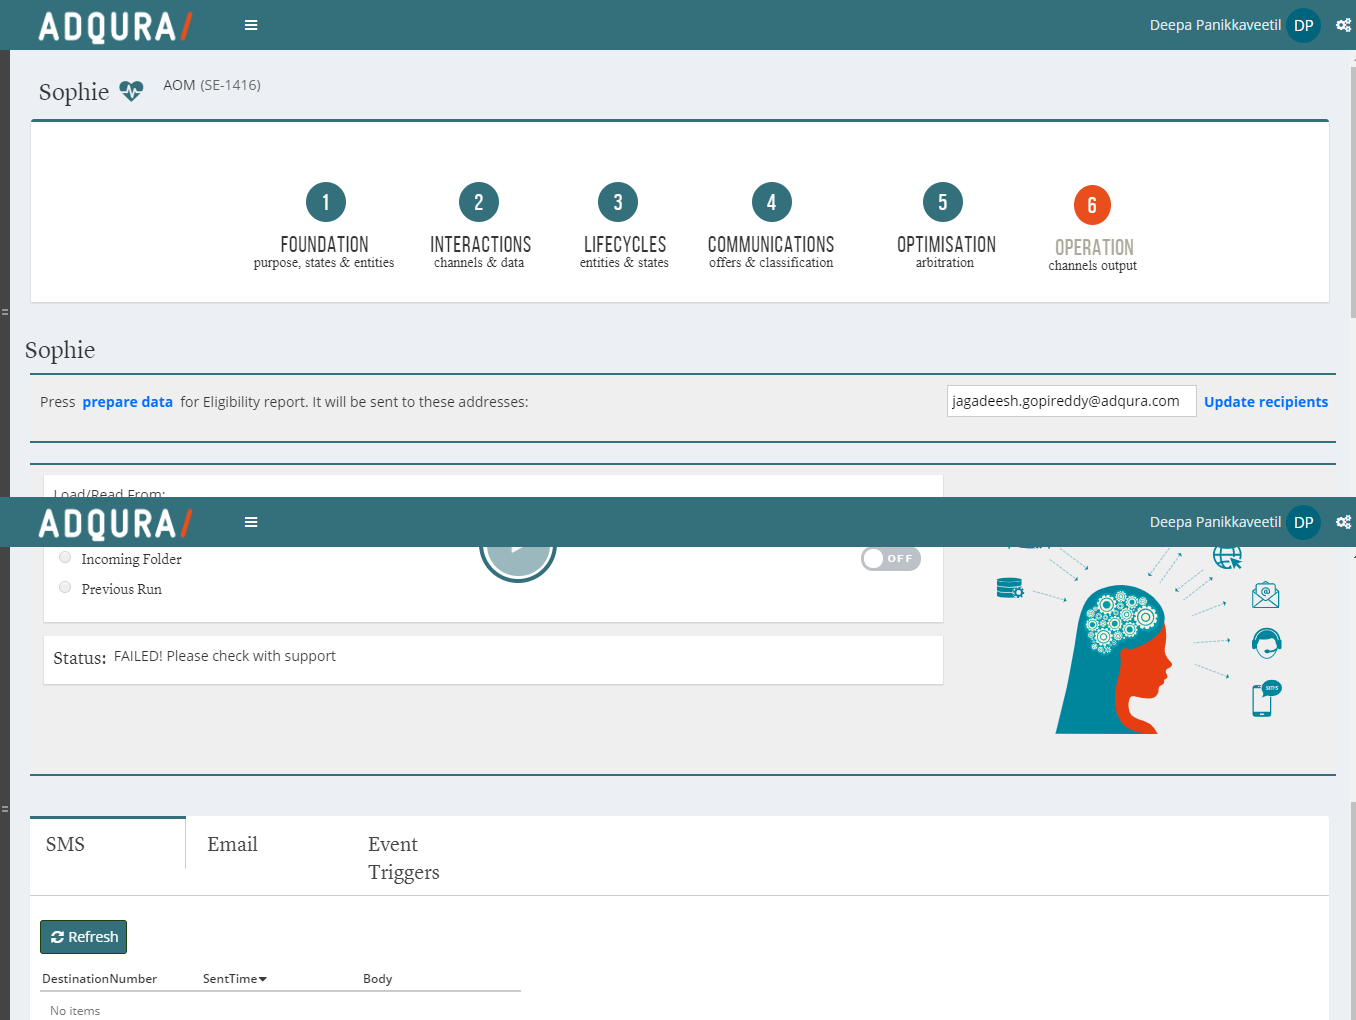 ADQURA/
Deepa Panikkaveetil DP
Sophie AOM (SE-1416)
1 2 3 4 5 6
FOUNDATION INTERACTIONS LIFECYCLES COMMUNICATIONS OPTIMISATION OPERATION
purpose, states & entities channels & data entities & states offers & classification arbitration channels output
Sophie
Press prepare data for Eligibility report. It will be sent to these addresses: jagadeesh.gopireddy@adqura.com Update recipients
Load/Read From:
ADQURA/
Deepa Panikkaveetil DP
Incoming Folder OFF
Previous Run
Status: FAILED! Please check with support
@
SMS
SMS Email Event
Triggers
Refresh
DestinationNumber SentTime Body
No items